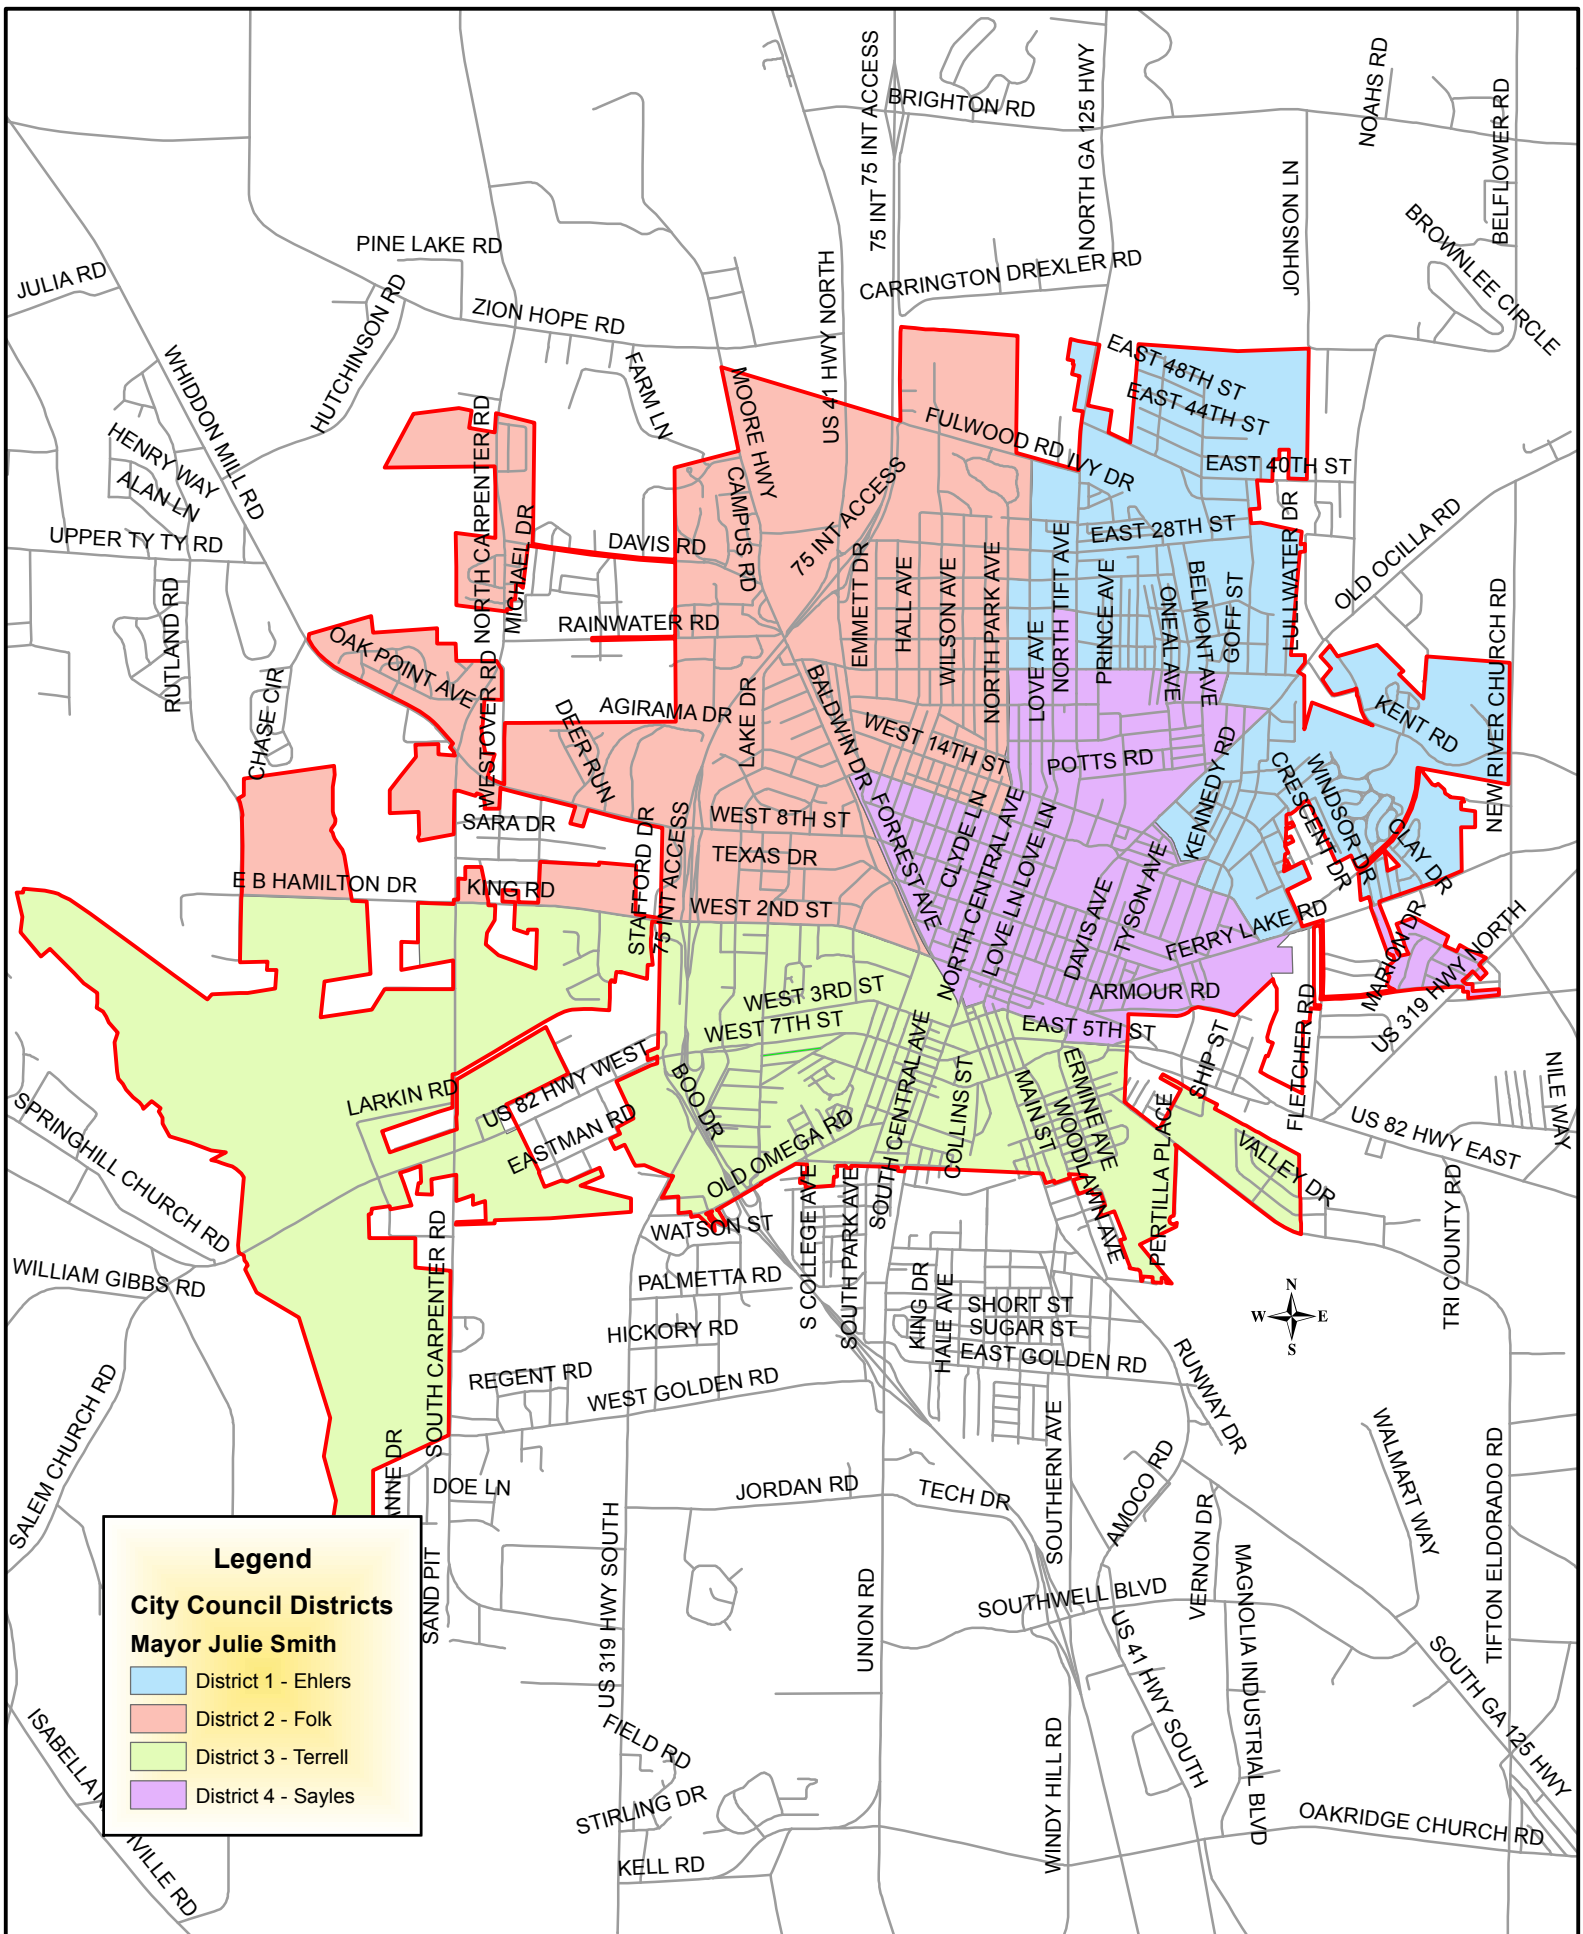 BRIGHTON RD
75 INT ACCESS
75 INT
NORTH GA 125 HWY
NOAHS RD
BELFLOWER RD
JOHNSON LN
BROWNLEE CIRCLE
PINE LAKE RD
JULIA RD
HUTCHINSON RD
ZION HOPE RD
CARRINGTON DREXLER RD
US 41 HWY NORTH
WHIDDON MILL RD
FARM LN
MOORE HWY
EAST 48TH ST
EAST 44TH ST
FULWOOD RD
IVY DR
EAST 40TH ST
HENRY WAY
ALAN LN
NORTH CARPENTER RD
CAMPUS RD
75 INT ACCESS
UPPER TY TY RD
DAVIS RD
MICHAEL DR
EAST 28TH ST
FULLWATER DR
OLD OCILLA RD
RUTLAND RD
RAINWATER RD
EMMETT DR
HALL AVE
WILSON AVE
NORTH PARK AVE
LOVE AVE
NORTH TIFT AVE
PRINCE AVE
ONEAL AVE
BELMONT AVE
GOFF ST
NEW RIVER CHURCH RD
OAK POINT AVE
WESTOVER RD
CHASE CIR
DEER RUN
AGIRAMA DR
LAKE DR
BALDWIN DR
WEST 14TH ST
POTTS RD
KENNEDY RD
KENT RD
CRESCENT DR
WINDSOR DR
CLAY DR
SARA DR
STAFFORD DR
75 INT ACCESS
WEST 8TH ST
TEXAS DR
FORREST AVE
CLYDE LN
NORTH CENTRAL AVE
LOVE LN
LOVE LN
DAVIS AVE
TYSON AVE
E B HAMILTON DR
KING RD
WEST 2ND ST
FERRY LAKE RD
MARION DR
US 319 HWY NORTH
WEST 3RD ST
WEST 7TH ST
ARMOUR RD
EAST 5TH ST
SHIP ST
FLETCHER RD
NILE WAY
LARKIN RD
US 82 HWY WEST
EASTMAN RD
BOO DR
OLD OMEGA RD
SOUTH CENTRAL AVE
COLLINS ST
MAIN ST
ERMINE AVE
WOODLAWN AVE
PERTILLA PLACE
VALLEY DR
US 82 HWY EAST
SPRINGHILL CHURCH RD
WILLIAM GIBBS RD
SOUTH CARPENTER RD
WATSON ST
PALMETTA RD
S COLLEGE AVE
SOUTH PARK AVE
KING DR
HALE AVE
SHORT ST
SUGAR ST
EAST GOLDEN RD
N
W
E
S
TRI COUNTY RD
HICKORY RD
REGENT RD
WEST GOLDEN RD
RUNWAY DR
SALEM CHURCH RD
ANNE DR
DOE LN
JORDAN RD
TECH DR
SOUTHERN AVE
AMOCO RD
VERNON DR
WALMART WAY
TIFTON ELDORADO RD
SAND PIT
US 319 HWY SOUTH
UNION RD
SOUTHWELL BLVD
MAGNOLIA INDUSTRIAL BLVD
US 41 HWY SOUTH
SOUTH GA 125 HWY
FIELD RD
STIRLING DR
KELL RD
WINDY HILL RD
OAKRIDGE CHURCH RD
ISABELLA
VILLE RD
Legend
City Council Districts
Mayor Julie Smith
District 1 - Ehlers
District 2 - Folk
District 3 - Terrell
District 4 - Sayles